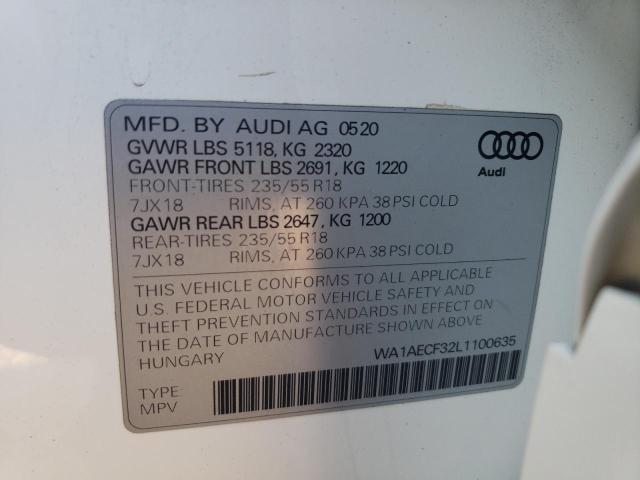 MFD. BY AUDI AG 0520
GVWR LBS 5118, KG 2320
GAWR FRONT LBS 2691, KG 1220
FRONT-TIRES 235/55 R18
7JX18 RIMS, AT 260 KPA 38 PSI COLD
GAWR REAR LBS 2647, KG 1200
REAR-TIRES 235/55 R18
7JX18 RIMS, AT 260 KPA 38 PSI COLD
Audi
THIS VEHICLE CONFORMS TO ALL APPLICABLE
U.S. FEDERAL MOTOR VEHICLE SAFETY AND
THEFT PREVENTION STANDARDS IN EFFECT ON
THE DATE OF MANUFACTURE SHOWN ABOVE
HUNGARY WA1AECF32L1100635
TYPE
MPV